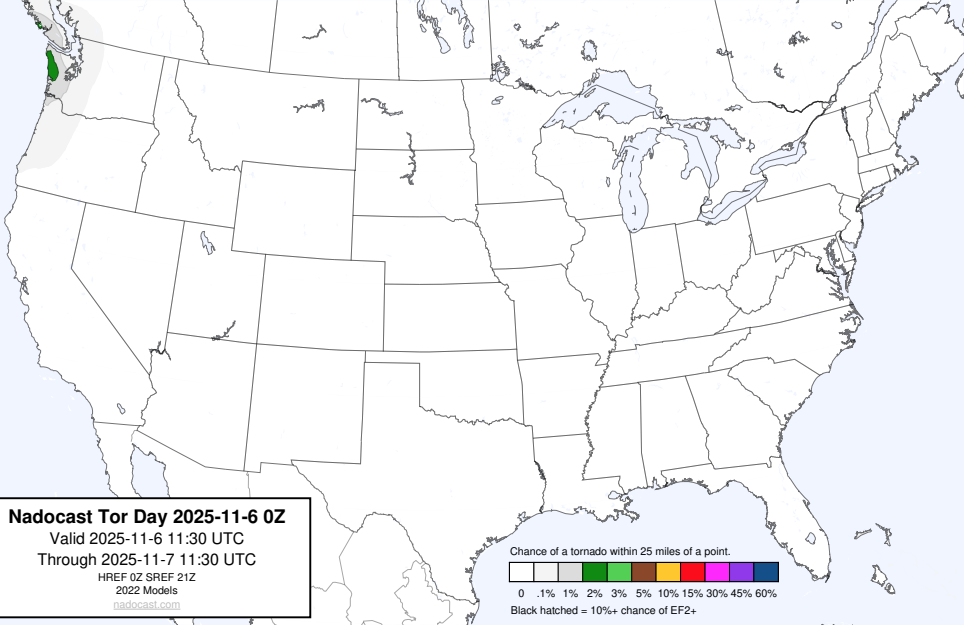 Nadocast Tor Day 2025-11-6 0Z
Valid 2025-11-6 11:30 UTC
Through 2025-11-7 11:30 UTC
HREF 0Z SREF 21Z
2022 Models
nadocast.com
Chance of a tornado within 25 miles of a point.
0 .1% 1% 2% 3% 5% 10% 15% 30% 45% 60%
Black hatched = 10%+ chance of EF2+